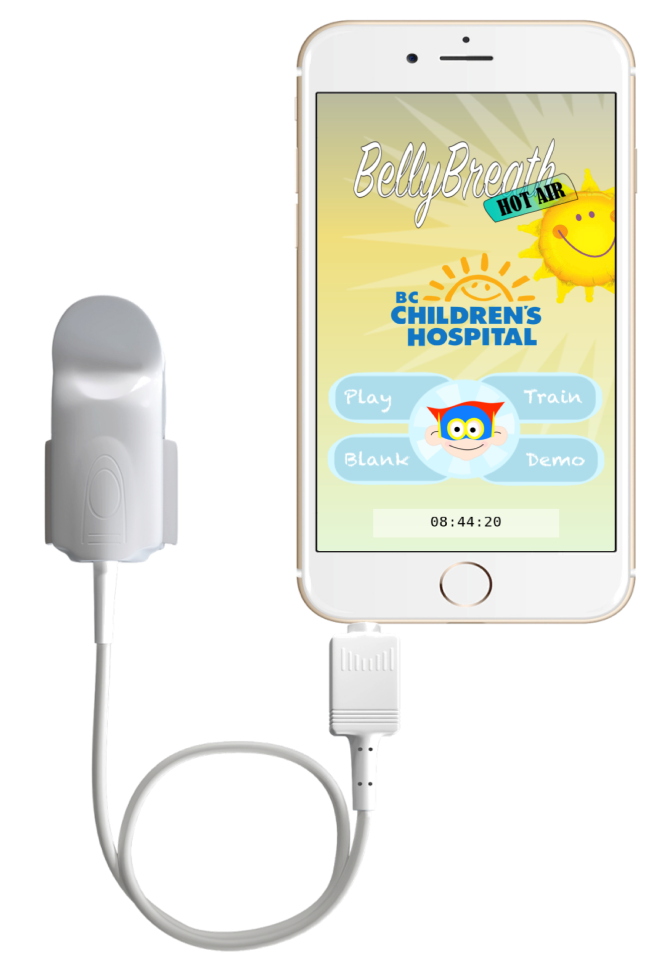 BellyBreath
HOT AIR
BC
CHILDREN'S
HOSPITAL
Play
Train
Blank
Demo
08:44:20